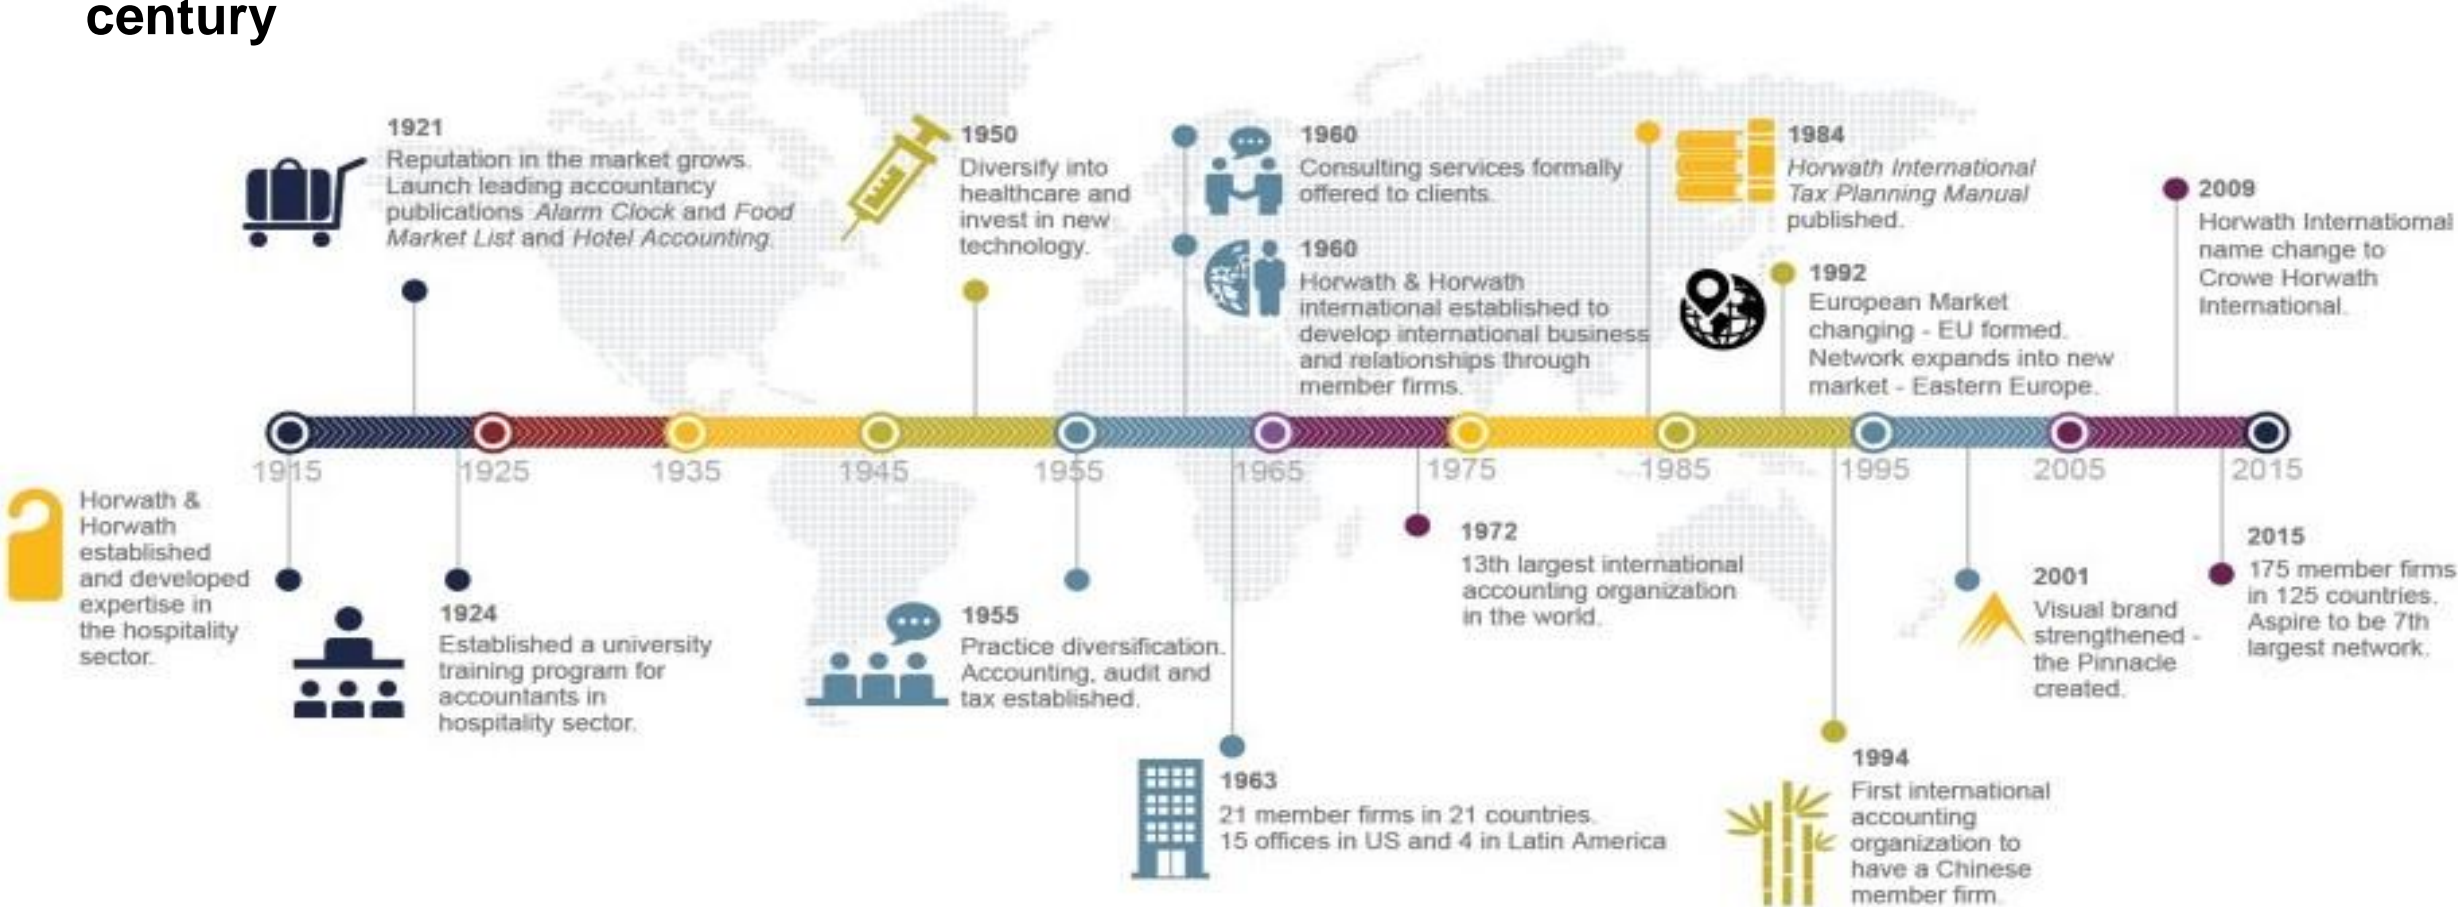 century
1921
Reputation in the market grows.
Launch leading accountancy
publications Alarm Clock and Food
Market List and Hotel Accounting.
1950
Diversify into
healthcare and
invest in new
technology.
1960
Consulting services formally
offered to clients.
1960
Horwath & Horwath
international established to
develop international business
and relationships through
member firms.
1984
Horwath International
Tax Planning Manual
published.
1992
European Market
changing - EU formed.
Network expands into new
market - Eastern Europe.
2009
Horwath Internatiomal
name change to
Crowe Horwath
International.
1915
1925
1935
1945
1955
1965
1975
1985
1995
2005
2015
Horwath &
Horwath
established
and developed
expertise in
the hospitality
sector.
1924
Established a university
training program for
accountants in
hospitality sector.
1955
Practice diversification.
Accounting, audit and
tax established.
1963
21 member firms in 21 countries.
15 offices in US and 4 in Latin America
1972
13th largest international
accounting organization
in the world.
1994
First international
accounting
organization to
have a Chinese
member firm.
2001
Visual brand
strengthened -
the Pinnacle
created.
2015
175 member firms
in 125 countries.
Aspire to be 7th
largest network.